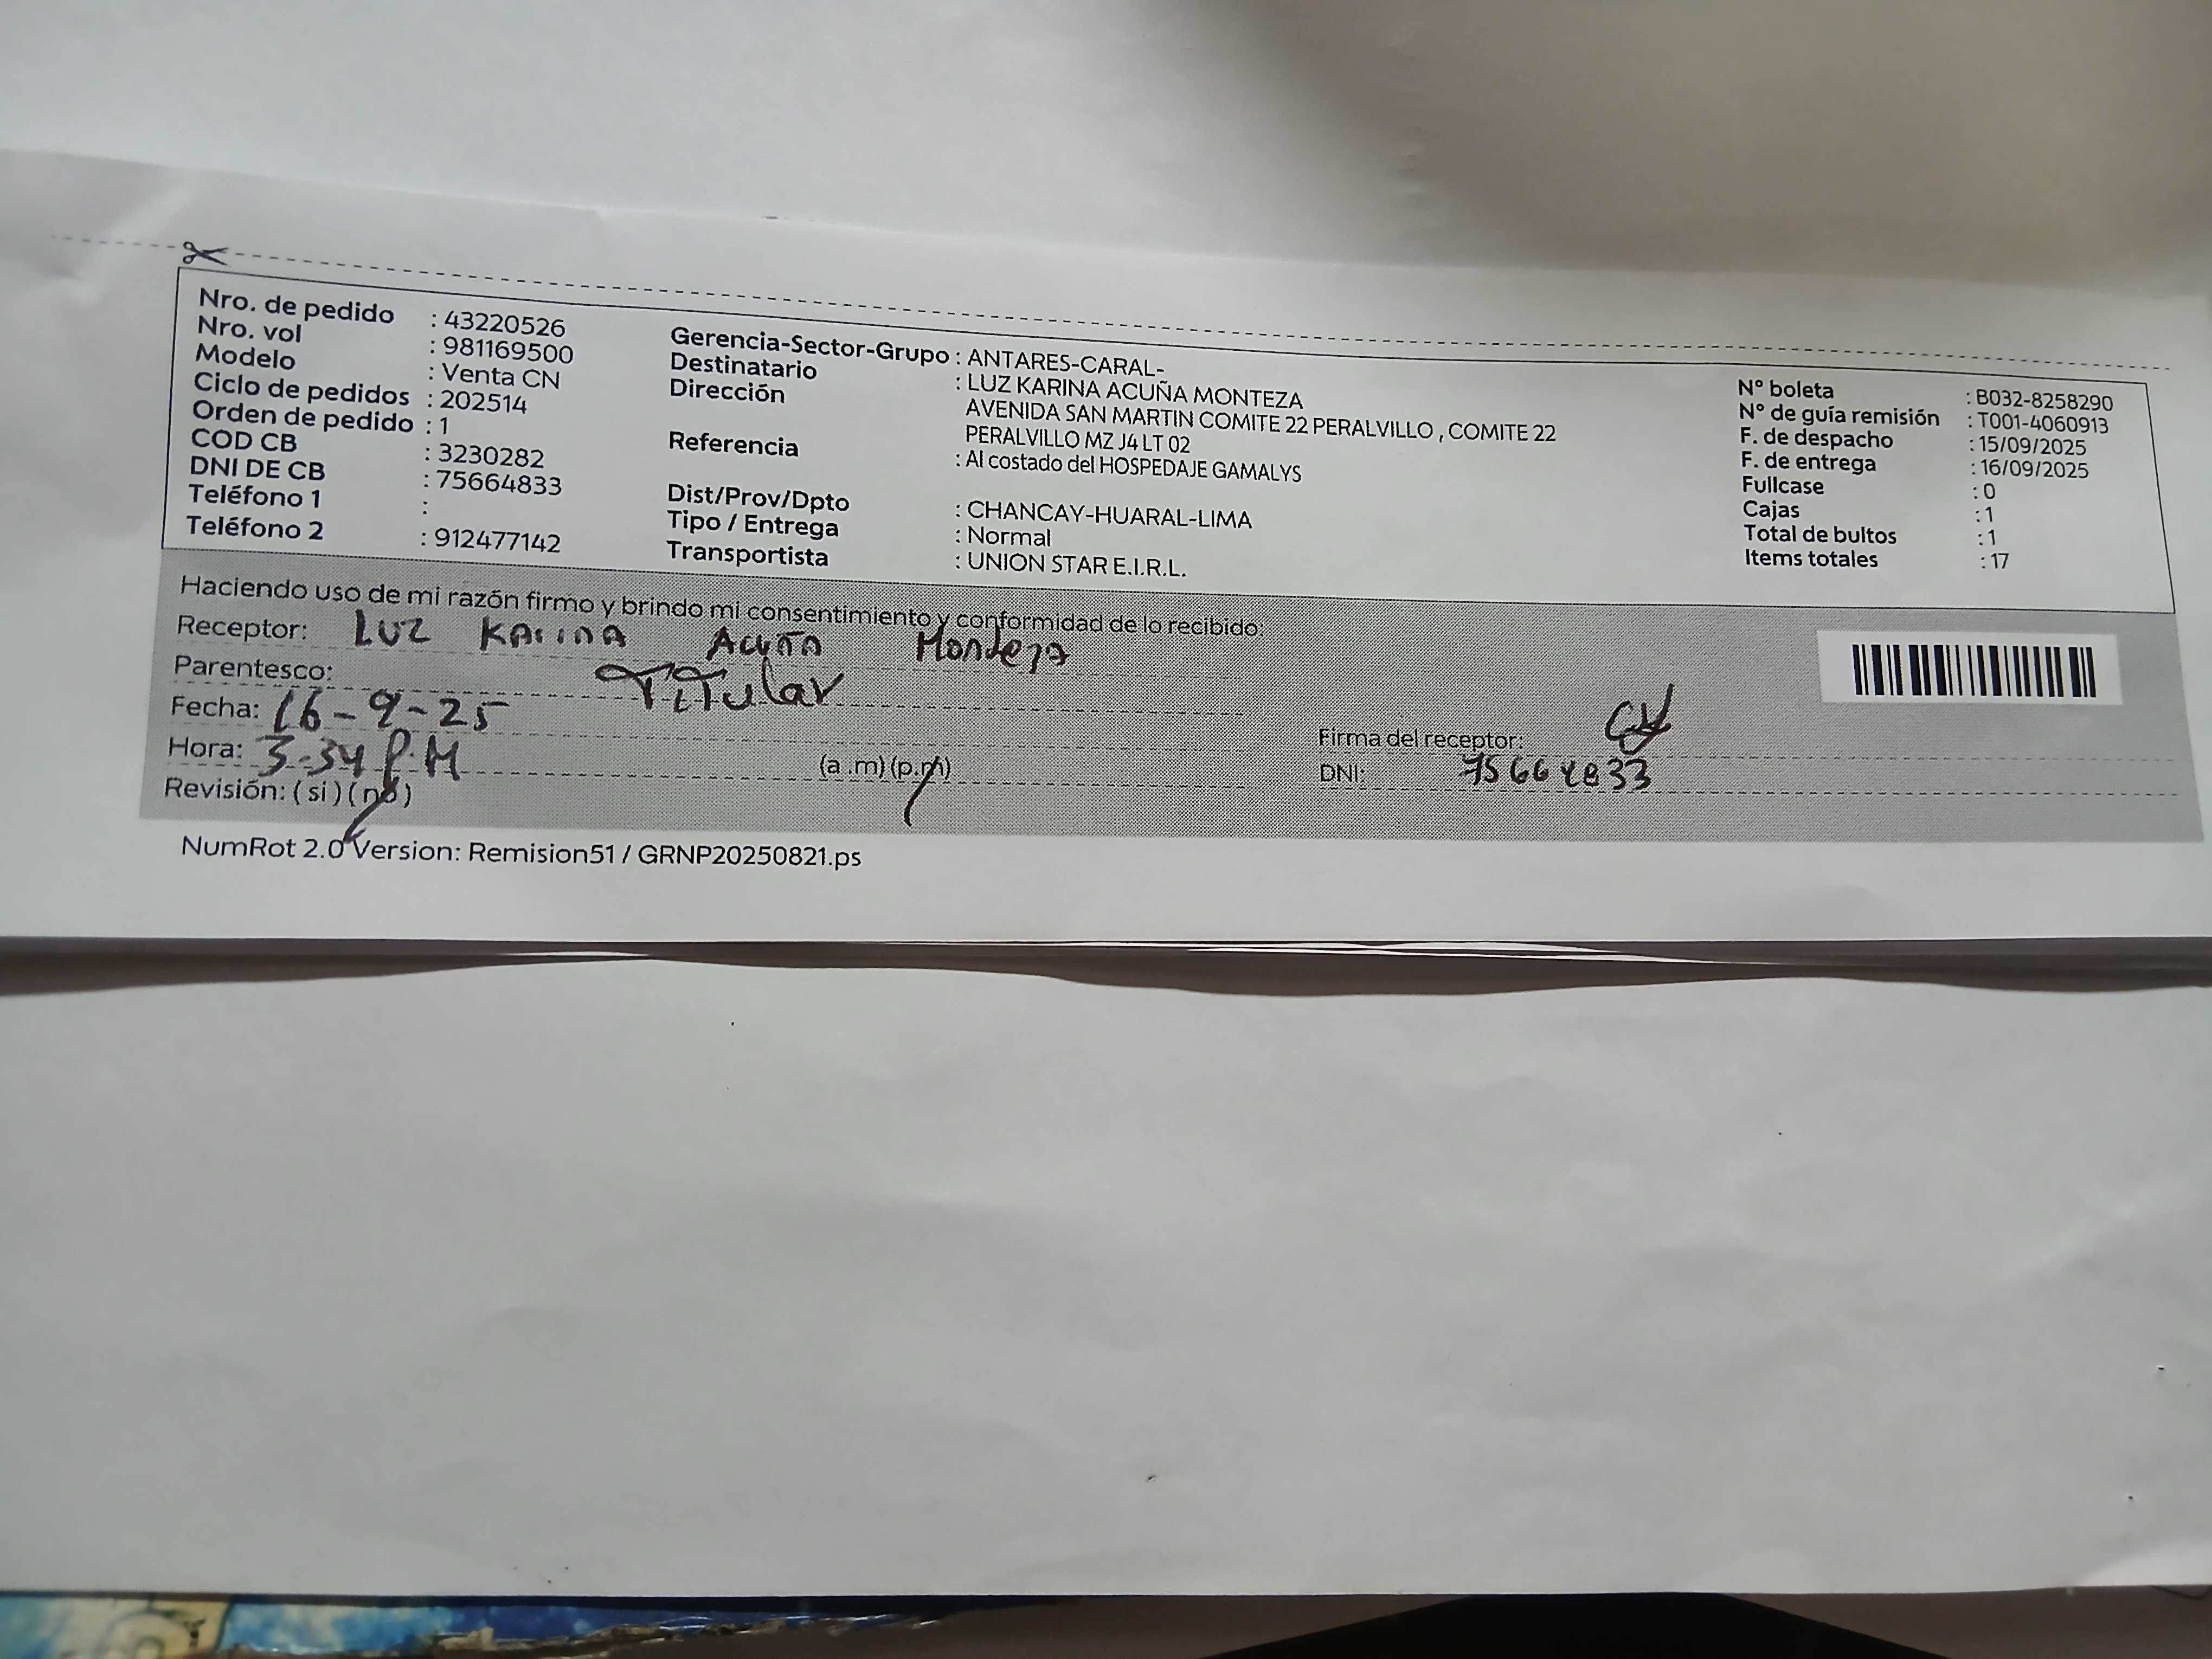 Nro. de pedido : 43220526
Nro. vol : 981169500
Modelo : Venta CN
Ciclo de pedidos : 202514
Orden de pedido : 1
COD CB : 3230282
DNI DE CB : 75664833
Teléfono 1 :
Teléfono 2 : 912477142
Gerencia-Sector-Grupo : ANTARES-CARAL-
Destinatario : LUZ KARINA ACUÑA MONTEZA
Dirección AVENIDA SAN MARTIN COMITE 22 PERALVILLO , COMITE 22
PERALVILLO MZ J4 LT 02
Referencia : Al costado del HOSPEDAJE GAMALYS
Dist/Prov/Dpto : CHANCAY-HUARAL-LIMA
Tipo / Entrega : Normal
Transportista : UNION STAR E.I.R.L.
N° boleta : B032-8258290
N° de guía remisión : T001-4060913
F. de despacho : 15/09/2025
F. de entrega : 16/09/2025
Fullcase : 0
Cajas : 1
Total de bultos : 1
Items totales : 17
Haciendo uso de mi razón firmo y brindo mi consentimiento y conformidad de lo recibido:
Receptor: LUZ KARINA ACUÑA Monteza
Parentesco: TiTular
Fecha: 16-9-25
Hora: 3-34 P.M (a .m) (p.m)
Revisión: ( si ) ( no )
Firma del receptor:
DNI: 75664833
NumRot 2.0 Version: Remision51 / GRNP20250821.ps